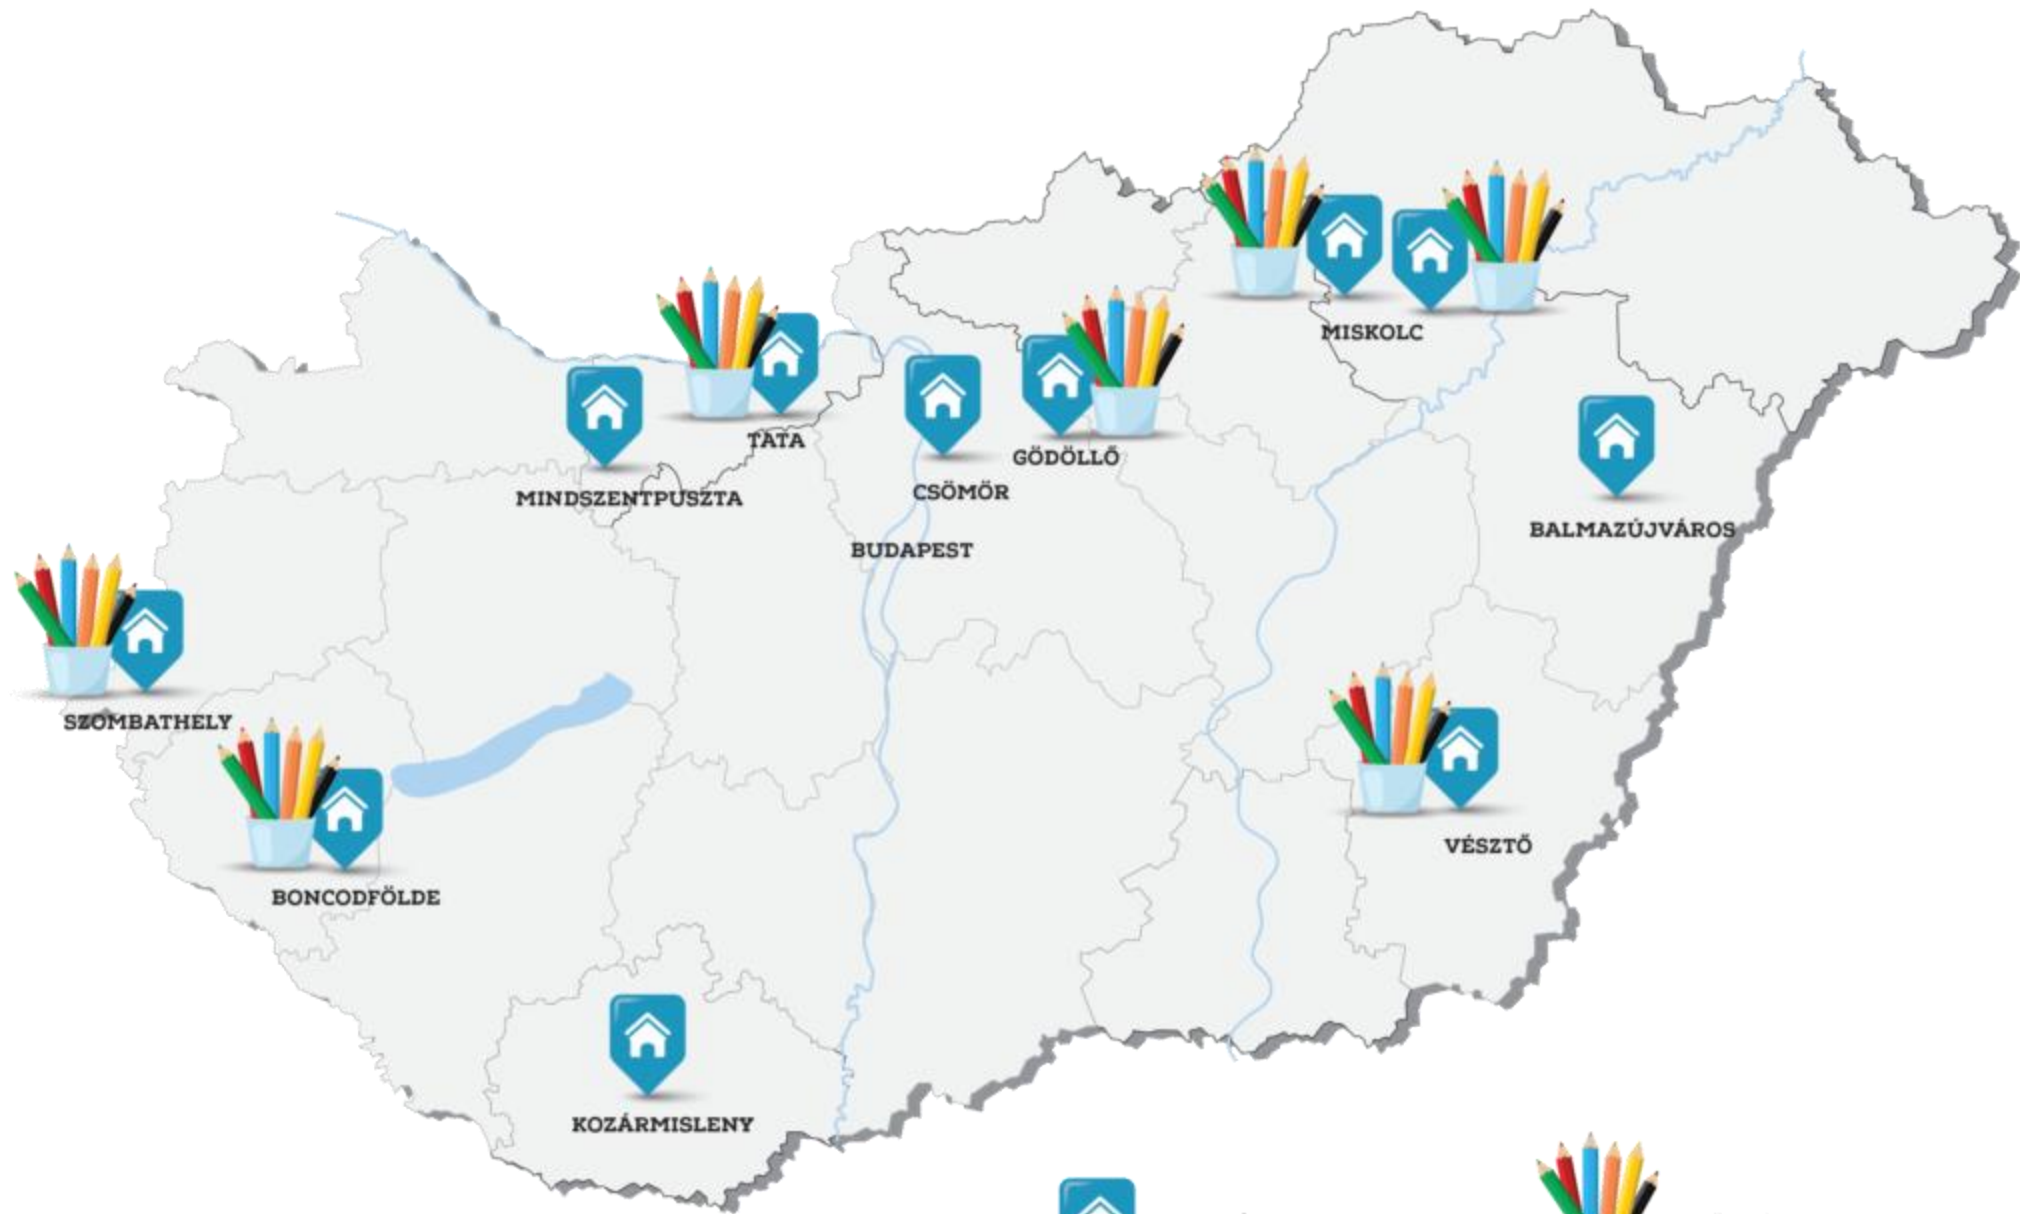 MISKOLC
TATA
GÖDÖLLŐ
MINDSZENTPUSZTA
CSÖMÖR
BALMAZÚJVÁROS
BUDAPEST
SZOMBATHELY
VÉSZTŐ
BONCODFÖLDE
KOZÁRMISLENY